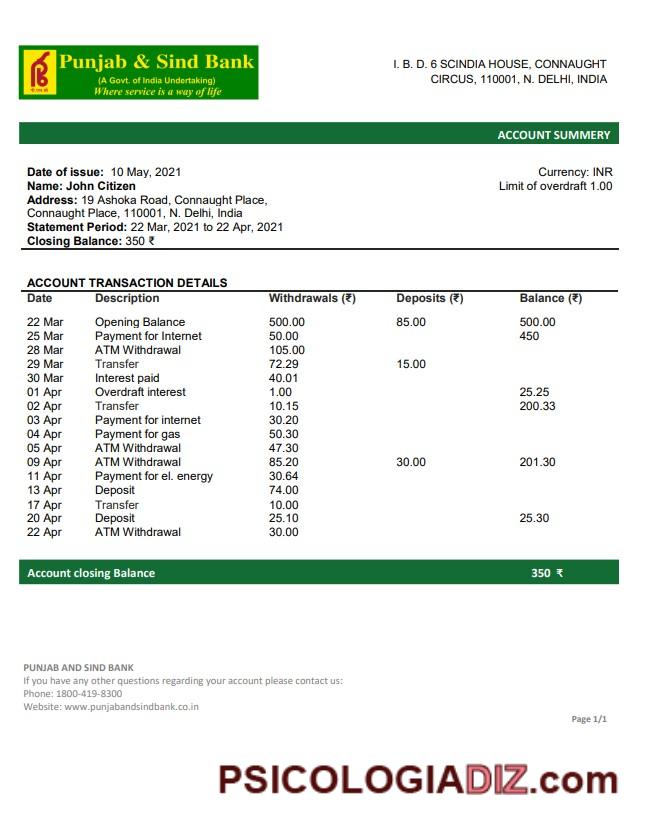 Punjab & Sind Bank
(A Govt. of India Undertaking)
Where service is a way of life
I. B. D. 6 SCINDIA HOUSE, CONNAUGHT
CIRCUS, 110001, N. DELHI, INDIA
ACCOUNT SUMMARY
Date of issue: 10 May, 2021 Currency: INR
Name: John Citizen Limit of overdraft 1.00
Address: 19 Ashoka Road, Connaught Place,
Connaught Place, 110001, N. Delhi, India
Statement Period: 22 Mar, 2021 to 22 Apr, 2021
Closing Balance: 350 ₹
ACCOUNT TRANSACTION DETAILS
Date Description Withdrawals (₹) Deposits (₹) Balance (₹)
22 Mar Opening Balance 500.00 85.00 500.00
25 Mar Payment for Internet 50.00 450
28 Mar ATM Withdrawal 105.00
29 Mar Transfer 72.29 15.00
30 Mar Interest paid 40.01
01 Apr Overdraft interest 1.00 25.25
02 Apr Transfer 10.15 200.33
03 Apr Payment for internet 30.20
04 Apr Payment for gas 50.30
05 Apr ATM Withdrawal 47.30
09 Apr ATM Withdrawal 85.20 30.00 201.30
11 Apr Payment for el. energy 30.64
13 Apr Deposit 74.00
17 Apr Transfer 10.00
20 Apr Deposit 25.10 25.30
22 Apr ATM Withdrawal 30.00
Account closing Balance 350 ₹
PUNJAB AND SIND BANK
If you have any other questions regarding your account please contact us:
Phone: 1800-419-8300
Website: www.punjabandsindbank.co.in
Page 1/1
PSICOLOGIADIZ.com